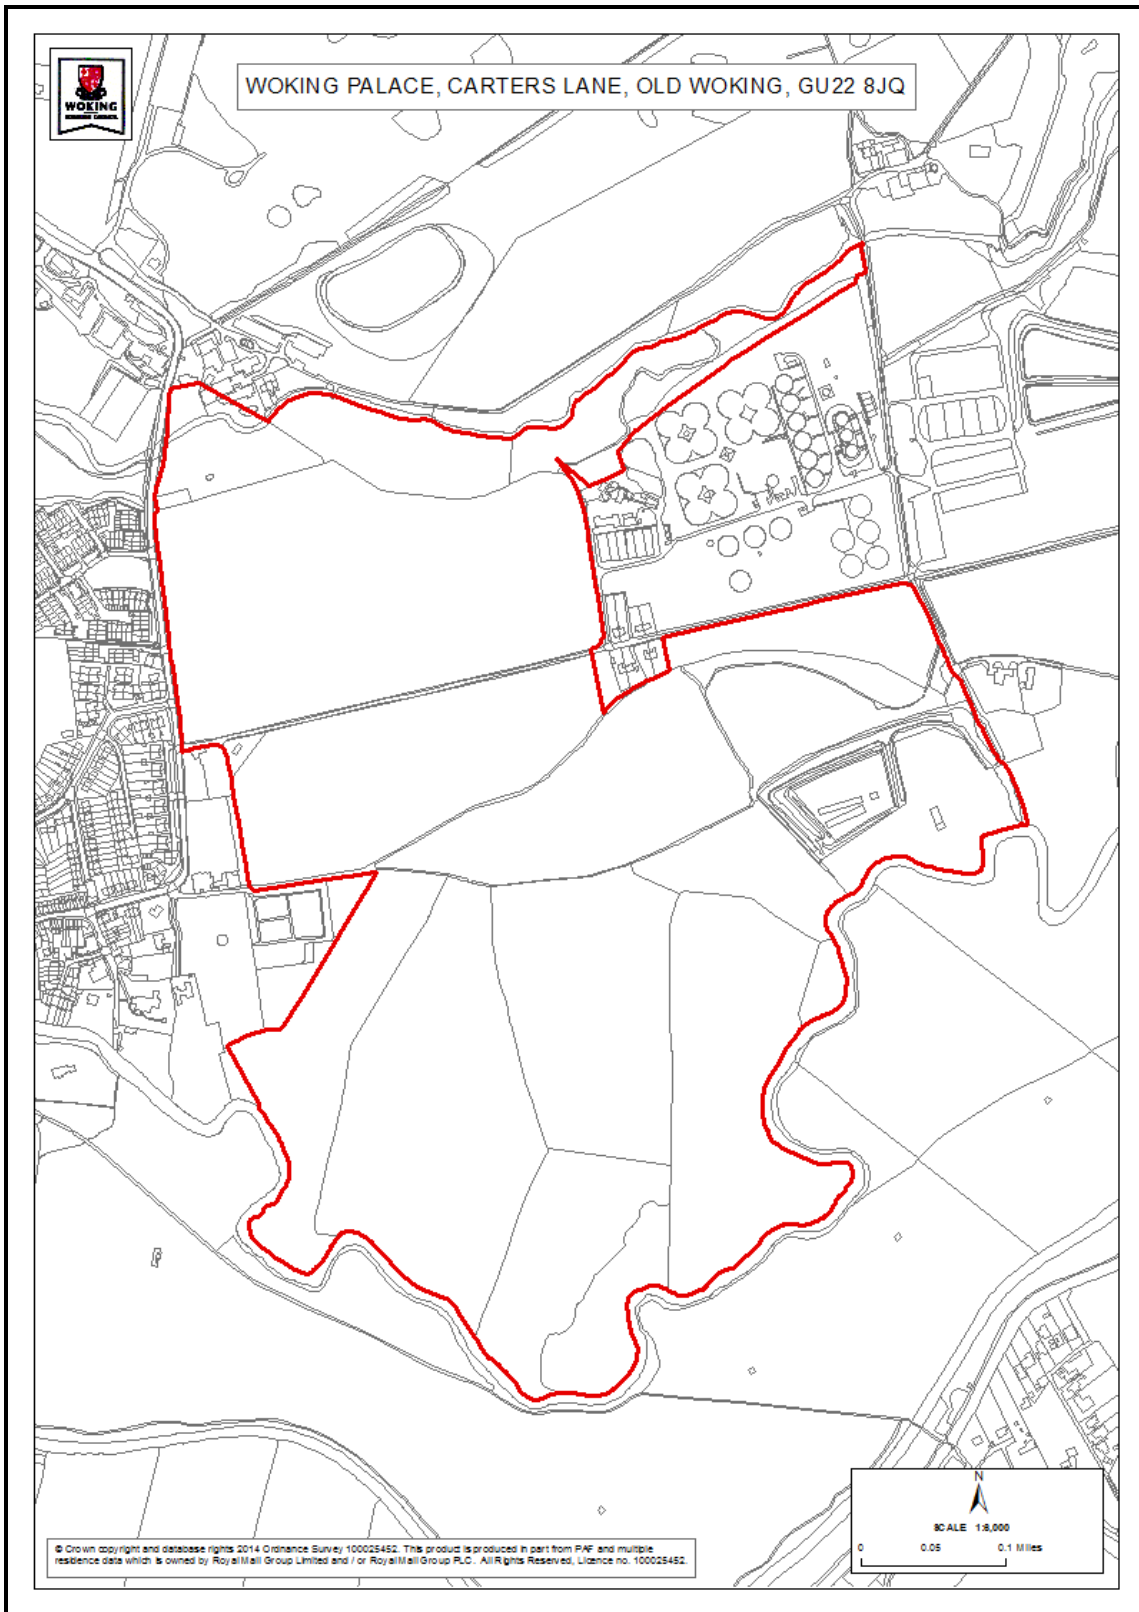 WOKING PALACE, CARTERS LANE, OLD WOKING, GU22 8JQ
WOKING
BOROUGH COUNCIL
N
SCALE 1:6,000
0 0.05 0.1 Miles
© Crown copyright and database rights 2014 Ordnance Survey 100025452. This product is produced in part from PAF and multiple
residence data which is owned by Royal Mail Group Limited and / or Royal Mail Group PLC. All Rights Reserved, Licence no. 100025452.